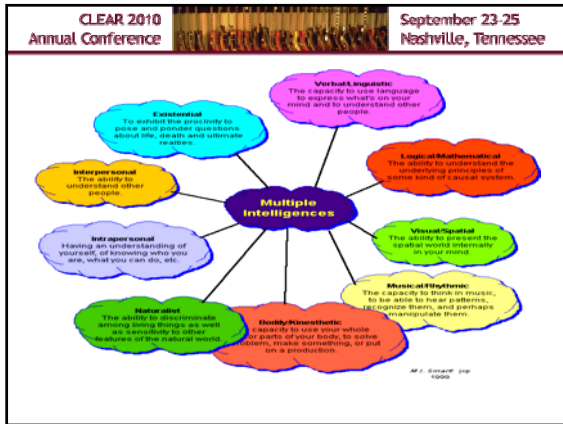 CLEAR 2010
Annual Conference
September 23-25
Nashville, Tennessee
Verbal/Linguistic
The capacity to use language
to express what's on your
mind and to understand other
people.
Existential
To exhibit the proclivity to
pose and ponder questions
about life, death and ultimate
realties.
Logical/Mathematical
The ability to understand the
underlying principles of
some kind of causal system.
Interpersonal
The ability to
understand other
people.
Multiple
Intelligences
Visual/Spatial
The ability to present the
spatial world internally
in your mind.
Intrapersonal
Having an understanding of
yourself, of knowing who you
are, what you can do, etc.
Musical/Rhythmic
The capacity to think in music,
to be able to hear patterns,
recognize them, and perhaps
manipulate them.
Naturalist
The ability to discriminate
among living things as well
as sensitivity to other
features of the natural world.
Bodily/Kinesthetic
capacity to use your whole
or parts of your body, to solve
problem, make something, or put
on a production.
1999